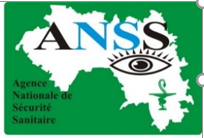 ANSS
Agence
Nationale de
Sécurité
Sanitaire